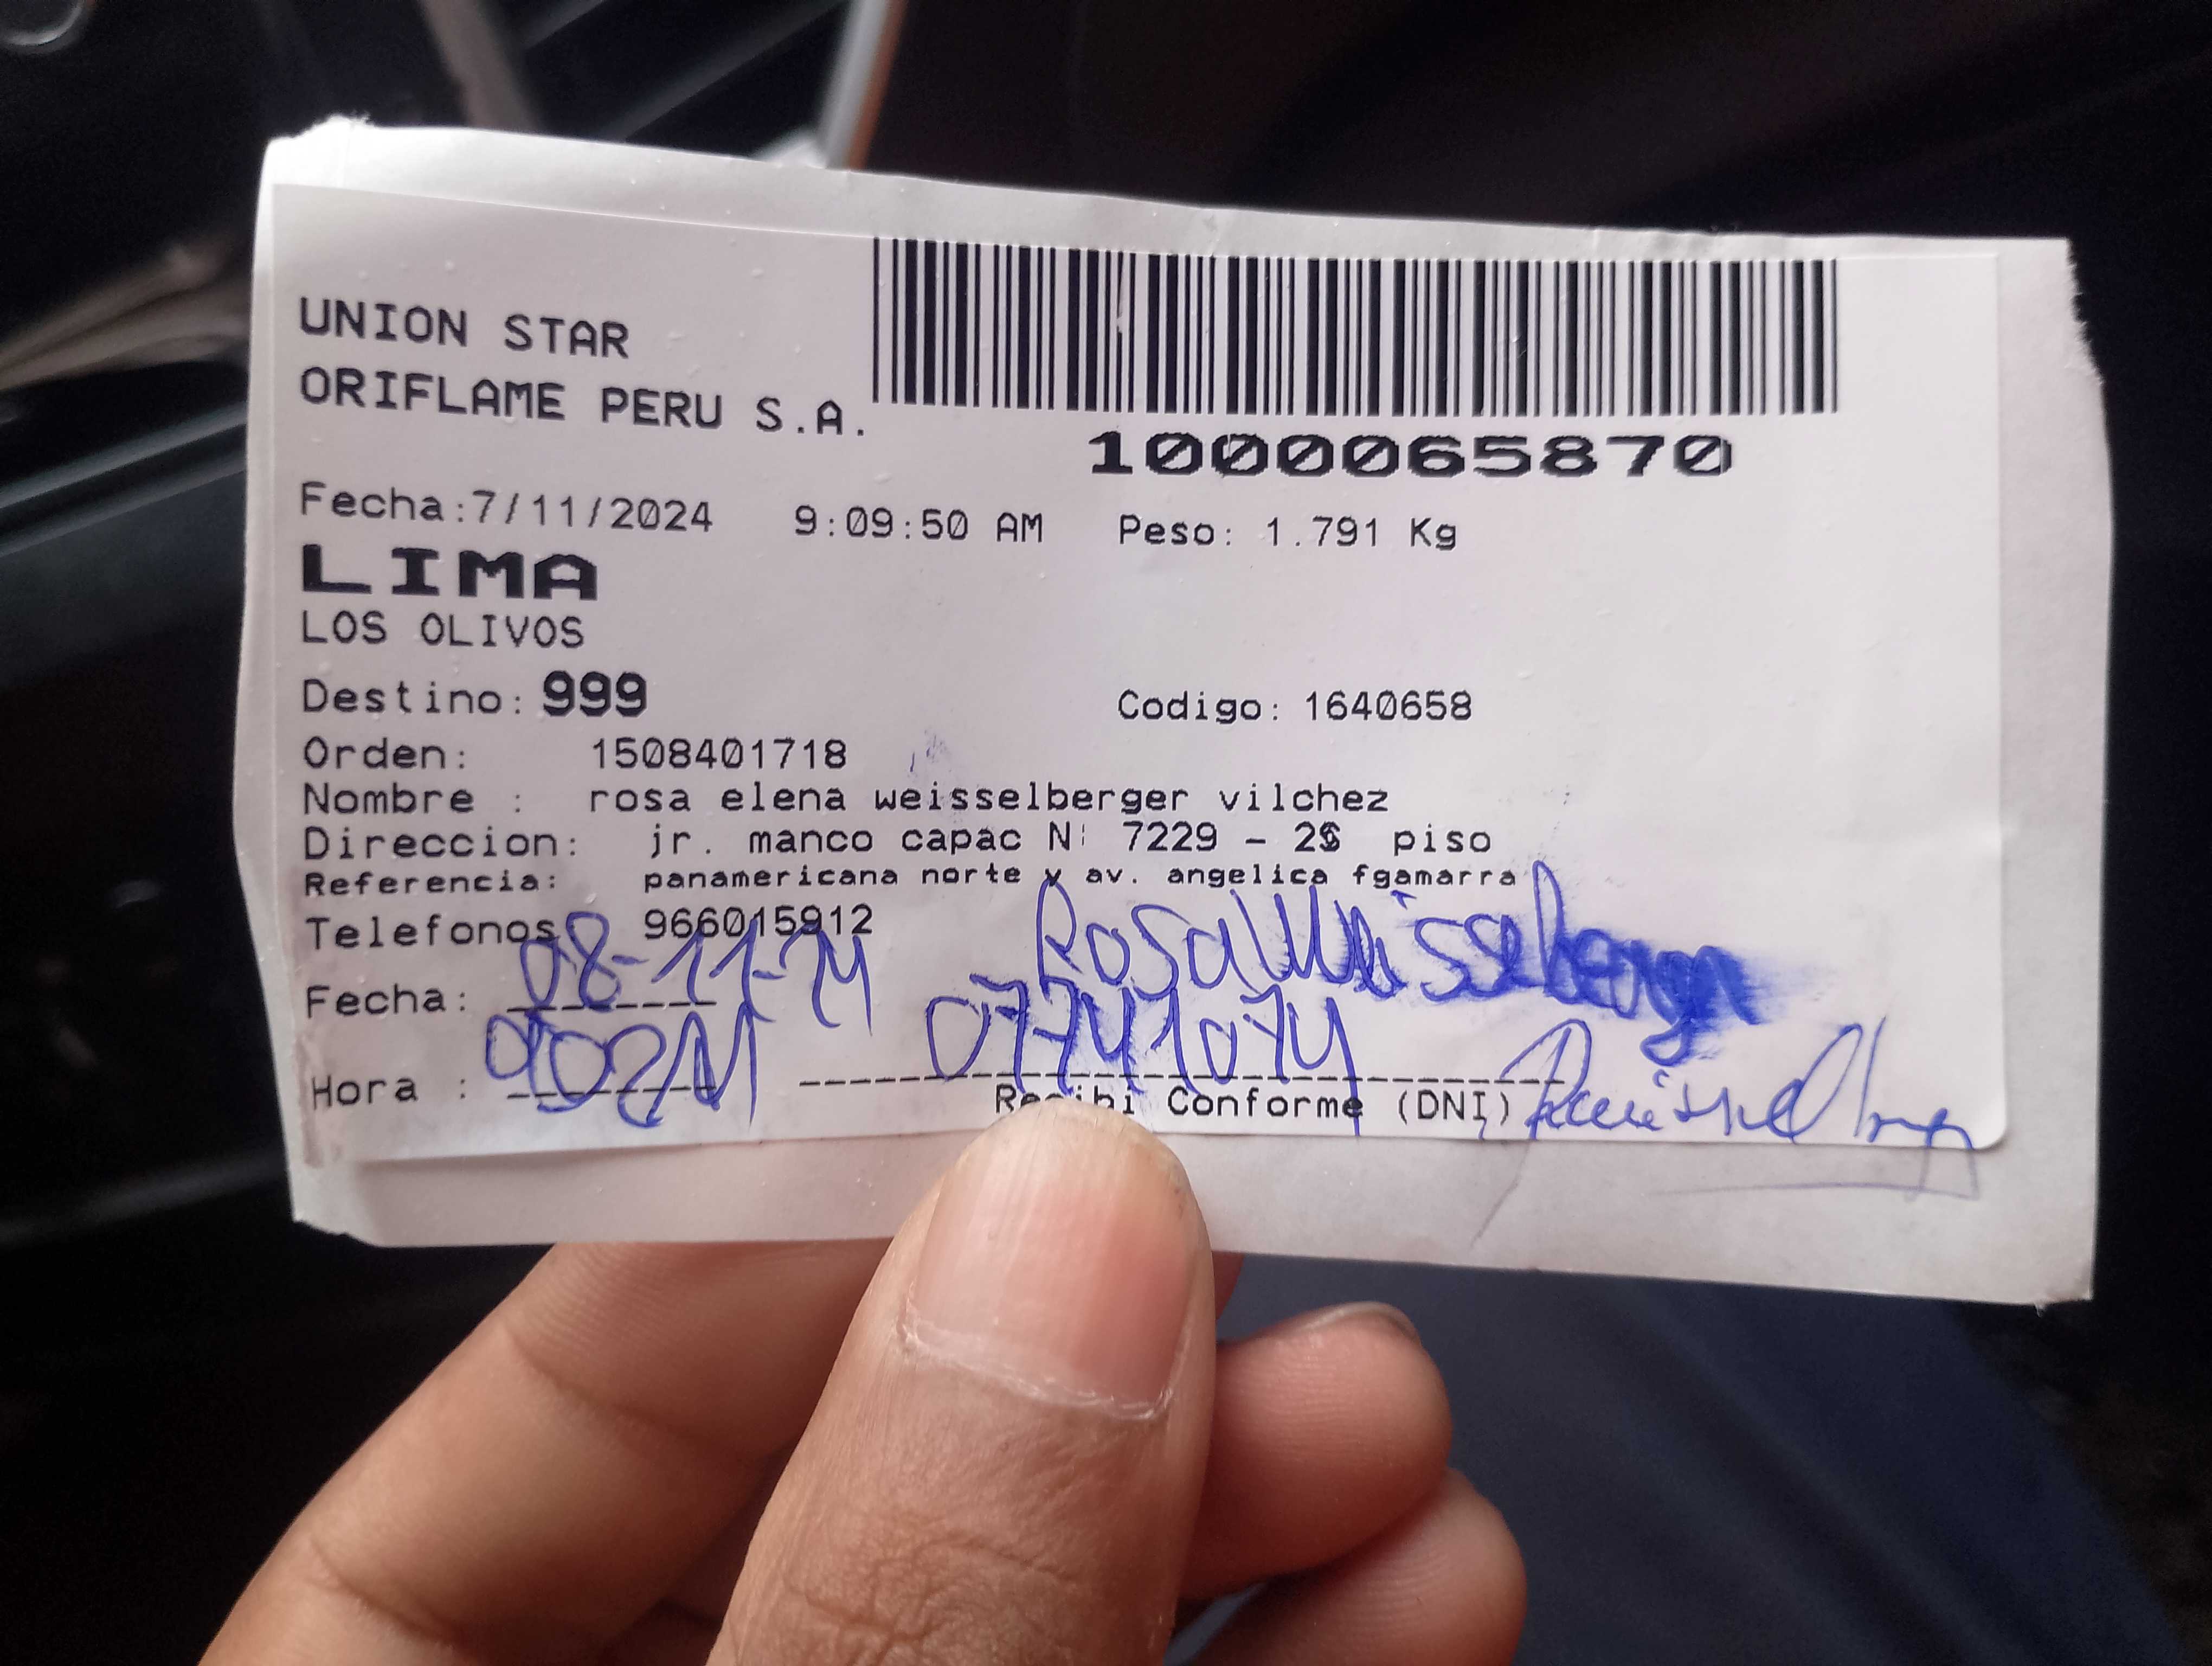 UNION STAR
ORIFLAME PERU S.A.
1000065870
Fecha:7/11/2024 9:09:50 AM Peso: 1.791 Kg
LIMA
LOS OLIVOS
Destino: 999 Codigo: 1640658
Orden: 1508401718
Nombre : rosa elena weisselberger vilchez
Direccion: jr. manco capac N: 7229 - 2 piso
Referencia: panamericana norte y av. angelica fgamarra
Telefonos 966015912
Rosa Weisselberger
Fecha: 08-11-24
07741074
Hora :
Recibi Conforme (DNI)